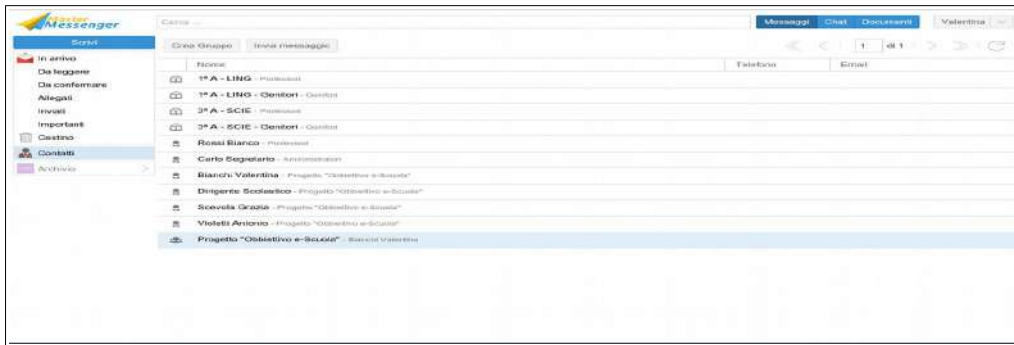 Master
Messenger
Cerca ...
Messaggi Chat Documenti
Valentina
Scrivi
Crea Gruppo
Invia messaggio
1 di 1
In arrivo
Da leggere
Da confermare
Allegati
Inviati
Importanti
Cestino
Contatti
Archivio
Nome Telefono Email
1ª A - LING - Professori
1ª A - LING - Genitori - Genitori
3ª A - SCIE - Professori
3ª A - SCIE - Genitori - Genitori
Rossi Bianco - Professori
Carlo Segretario - Amministratori
Bianchi Valentina - Progetto "Obbiettivo e-Scuola"
Dirigente Scolastico - Progetto "Obbiettivo e-Scuola"
Scevola Grazia - Progetto "Obbiettivo e-Scuola"
Violetti Antonio - Progetto "Obbiettivo e-Scuola"
Progetto "Obbiettivo e-Scuola" - Bianchi Valentina